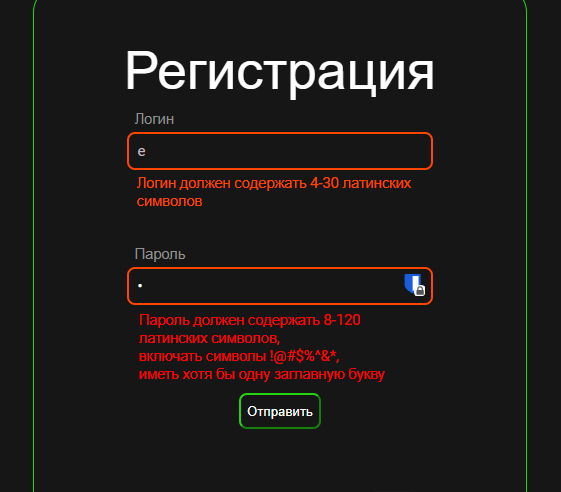 Регистрация
Логин
e
Логин должен содержать 4-30 латинских
символов
Пароль
•
Пароль должен содержать 8-120
латинских символов,
включать символы !@#$%^&*,
иметь хотя бы одну заглавную букву
Отправить